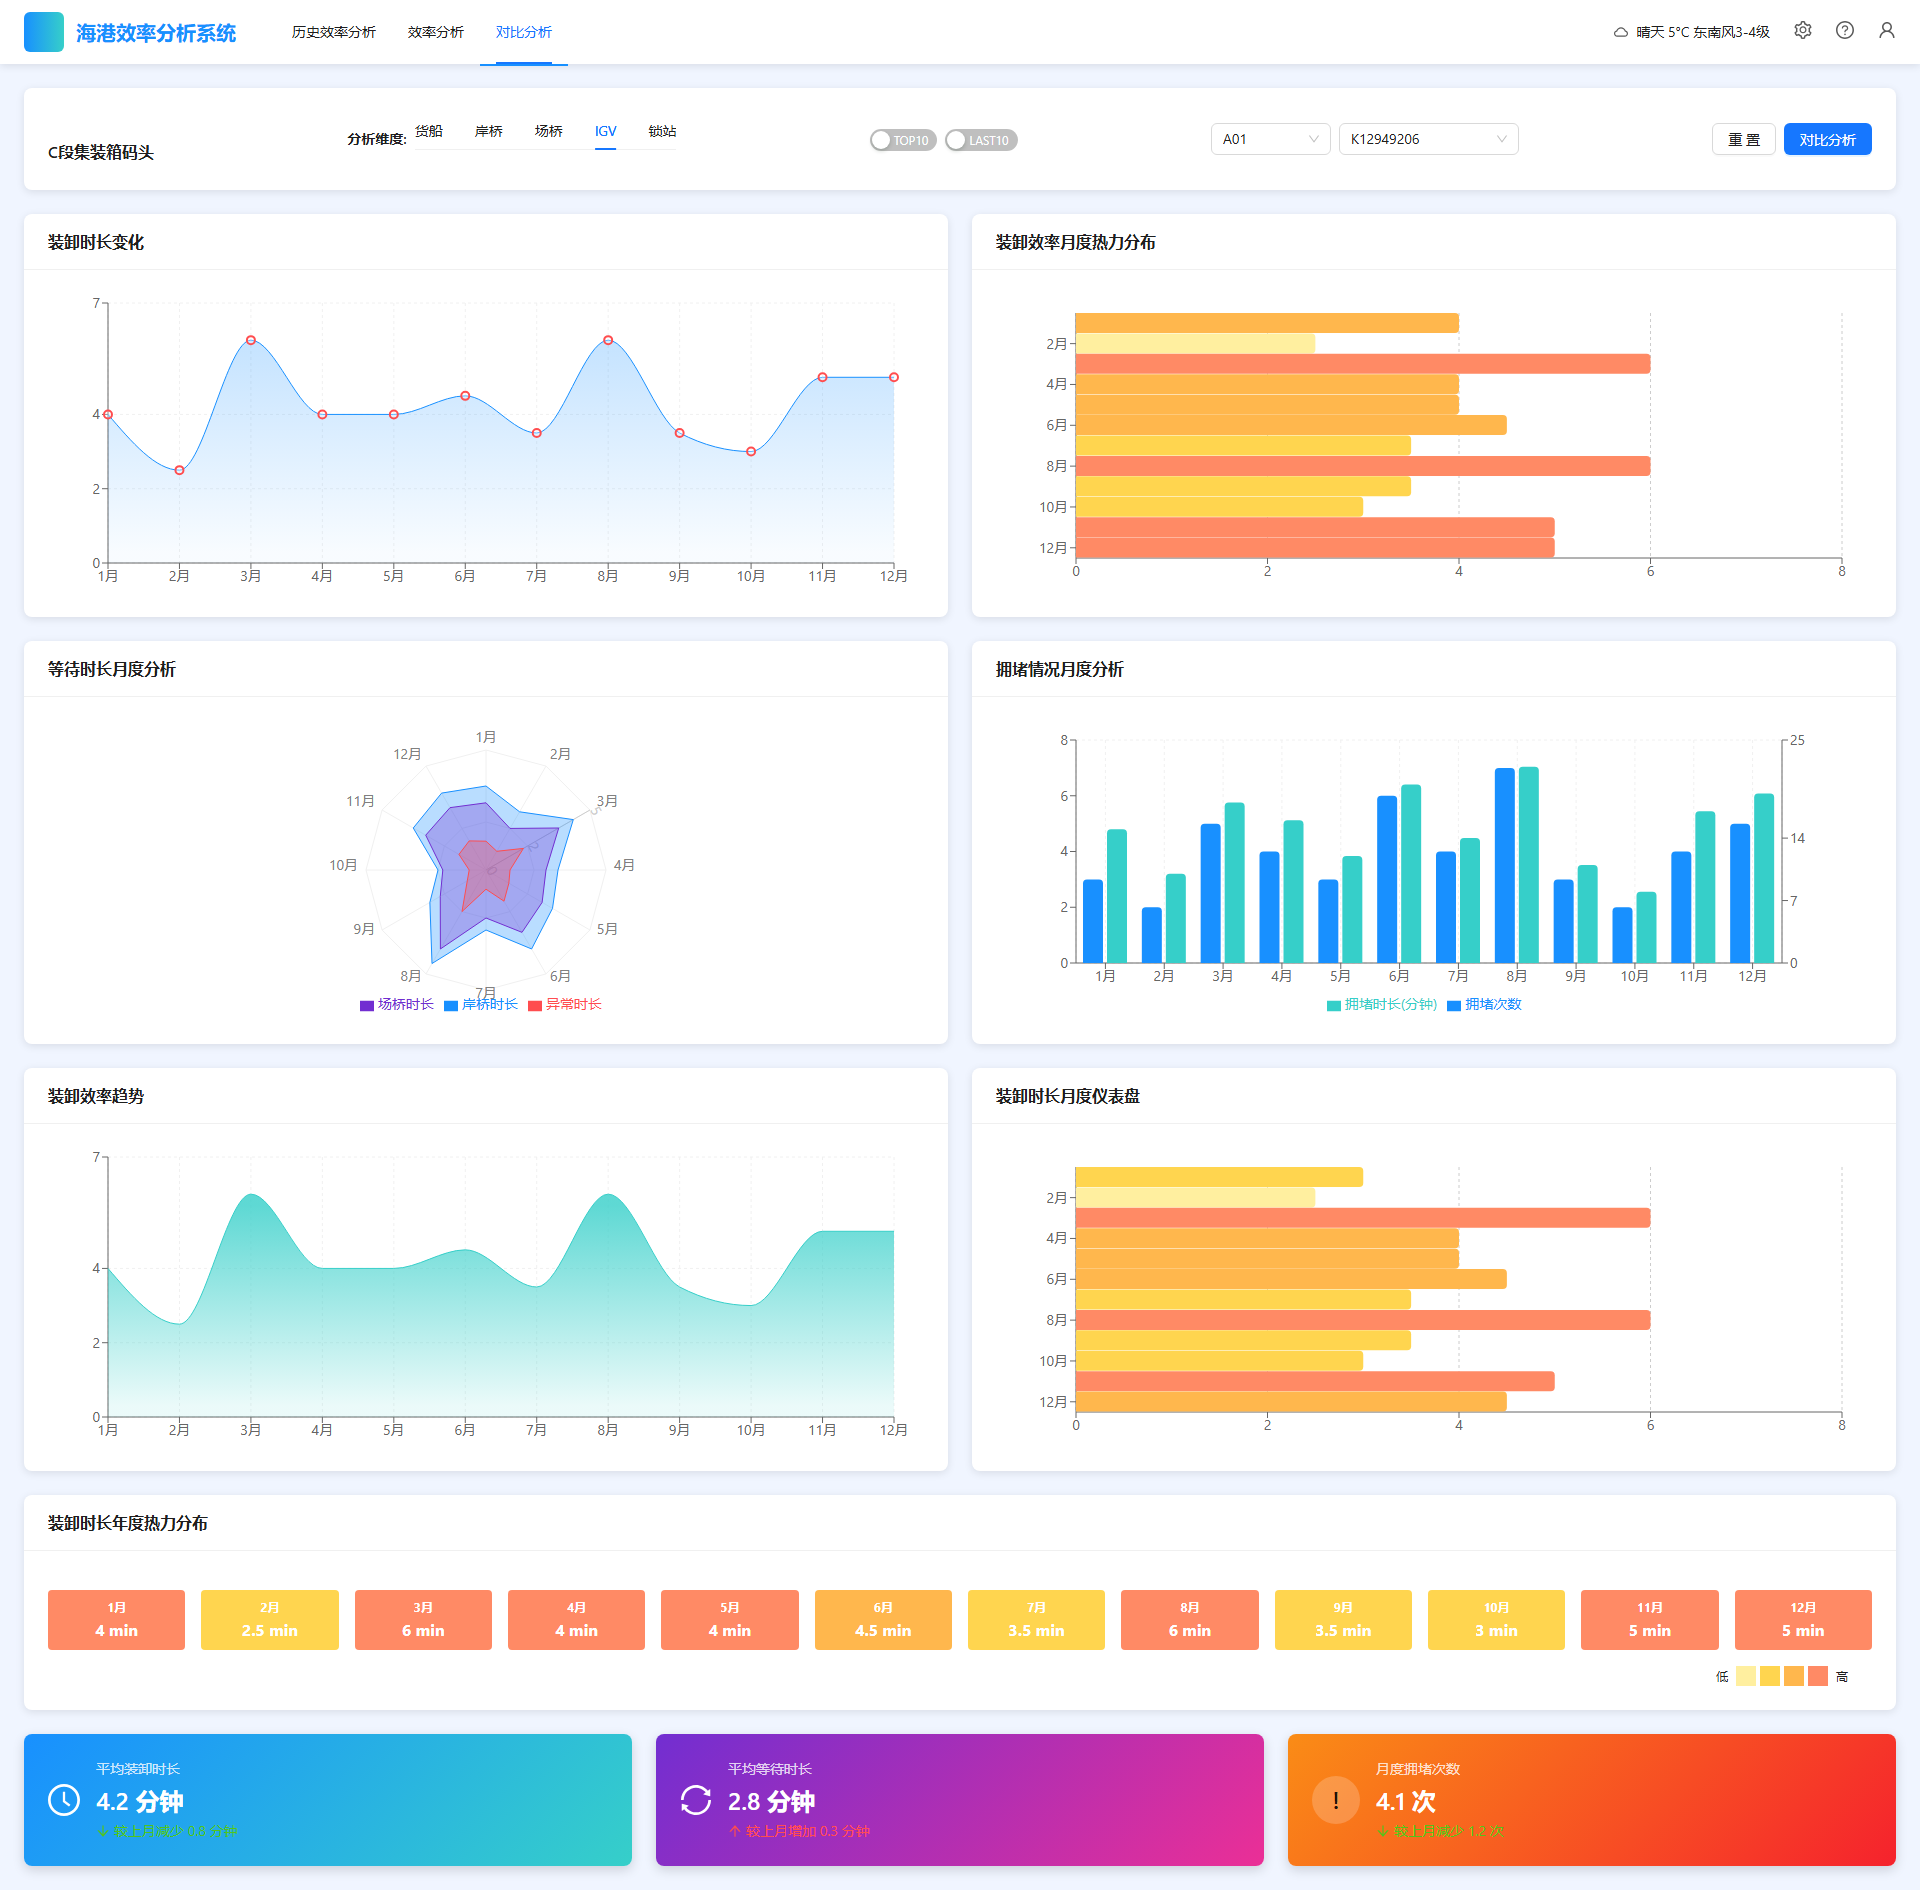 海港效率分析系统
历史效率分析 效率分析 对比分析
晴天 5°C 东南风3-4级
C段集装箱码头
分析维度: 货船 岸桥 场桥 IGV 锁站
TOP10 LAST10
A01 K12949206
重 置 对比分析
装卸时长变化
7
4
2
0
1月 2月 3月 4月 5月 6月 7月 8月 9月 10月 11月 12月
装卸效率月度热力分布
2月
4月
6月
8月
10月
12月
0 2 4 6 8
等待时长月度分析
1月
2月
3月
4月
5月
6月
7月
8月
9月
10月
11月
12月
5
2
0
场桥时长 岸桥时长 异常时长
拥堵情况月度分析
8
6
4
2
0
25
14
7
0
1月 2月 3月 4月 5月 6月 7月 8月 9月 10月 11月 12月
拥堵时长(分钟) 拥堵次数
装卸效率趋势
7
4
2
0
1月 2月 3月 4月 5月 6月 7月 8月 9月 10月 11月 12月
装卸时长月度仪表盘
2月
4月
6月
8月
10月
12月
0 2 4 6 8
装卸时长年度热力分布
1月 2月 3月 4月 5月 6月 7月 8月 9月 10月 11月 12月
4 min 2.5 min 6 min 4 min 4 min 4.5 min 3.5 min 6 min 3.5 min 3 min 5 min 5 min
低 高
平均装卸时长
4.2 分钟
↓ 较上月减少 0.8 分钟
平均等待时长
2.8 分钟
↑ 较上月增加 0.3 分钟
!
月度拥堵次数
4.1 次
↓ 较上月减少 1.2 次